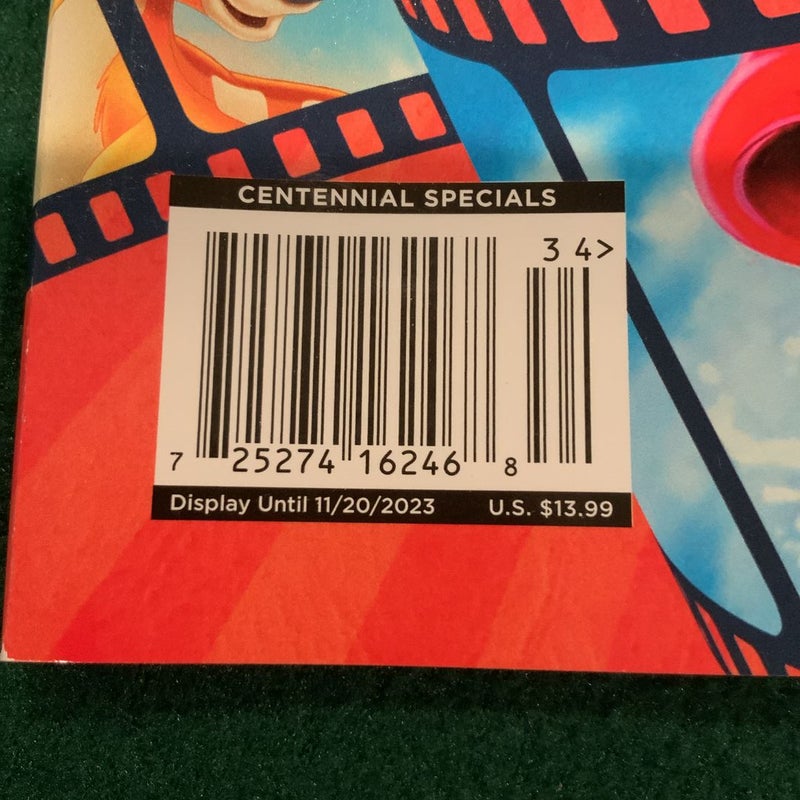 CENTENNIAL SPECIALS
3 4>
7 25274 16246 8
Display Until 11/20/2023 U.S. $13.99